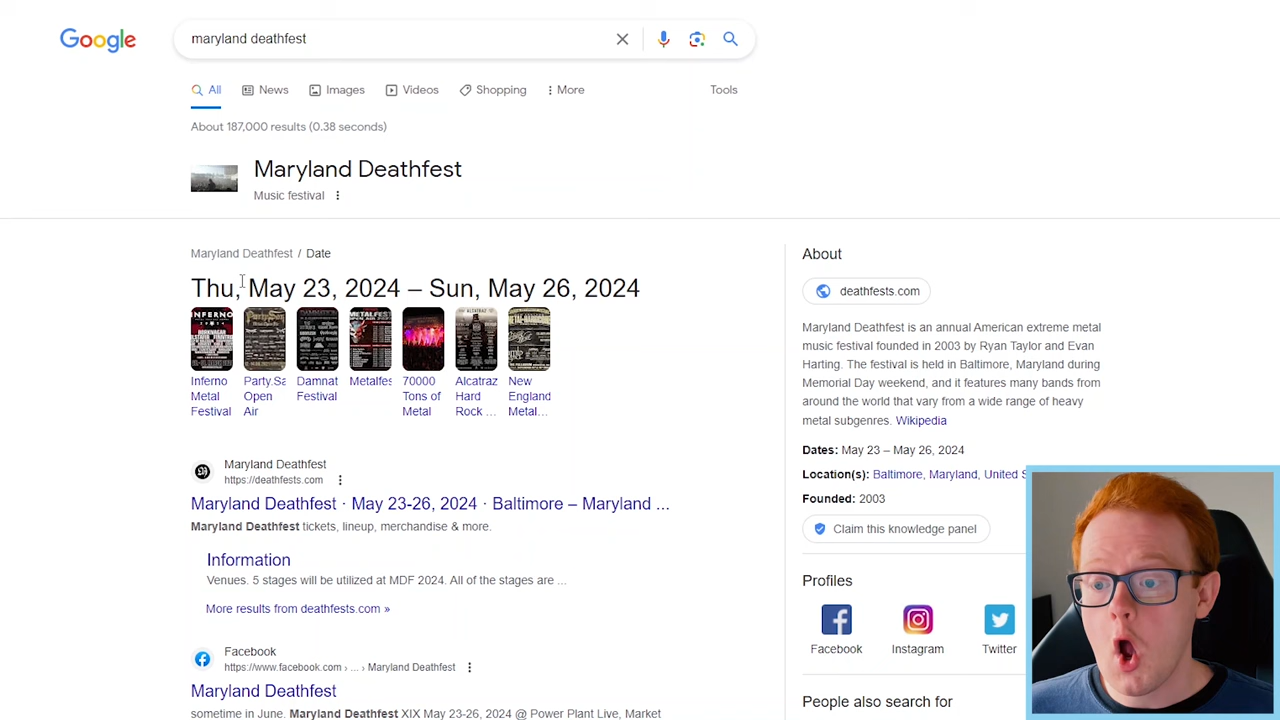 Google
maryland deathfest
All
News
Images
Videos
Shopping
More
Tools
About 187,000 results (0.38 seconds)
Maryland Deathfest
Music festival
Maryland Deathfest / Date
Thu, May 23, 2024 – Sun, May 26, 2024
INFERNO
METALFEST
Inferno
Metal
Festival
Party.Sa
Open
Air
Damnat
Festival
Metalfes
70000
Tons of
Metal
Alcatraz
Hard
Rock ...
New
England
Metal...
Maryland Deathfest
https://deathfests.com
Maryland Deathfest · May 23-26, 2024 · Baltimore – Maryland ...
Maryland Deathfest tickets, lineup, merchandise & more.
Information
Venues. 5 stages will be utilized at MDF 2024. All of the stages are ...
More results from deathfests.com »
Facebook
https://www.facebook.com › ... › Maryland Deathfest
Maryland Deathfest
sometime in June. Maryland Deathfest XIX May 23-26, 2024 @ Power Plant Live, Market
About
deathfests.com
Maryland Deathfest is an annual American extreme metal
music festival founded in 2003 by Ryan Taylor and Evan
Harting. The festival is held in Baltimore, Maryland during
Memorial Day weekend, and it features many bands from
around the world that vary from a wide range of heavy
metal subgenres. Wikipedia
Dates: May 23 – May 26, 2024
Location(s): Baltimore, Maryland, United S
Founded: 2003
Claim this knowledge panel
Profiles
Facebook
Instagram
Twitter
People also search for